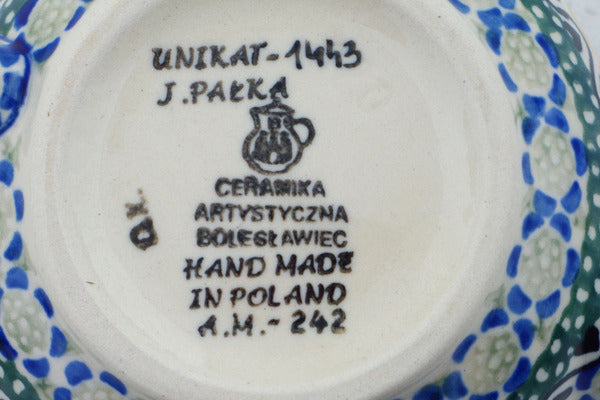 UNIKAT-1443
J.PAŁKA
CERAMIKA
ARTYSTYCZNA
BOLESŁAWIEC
HAND MADE
IN POLAND
A.M.-242